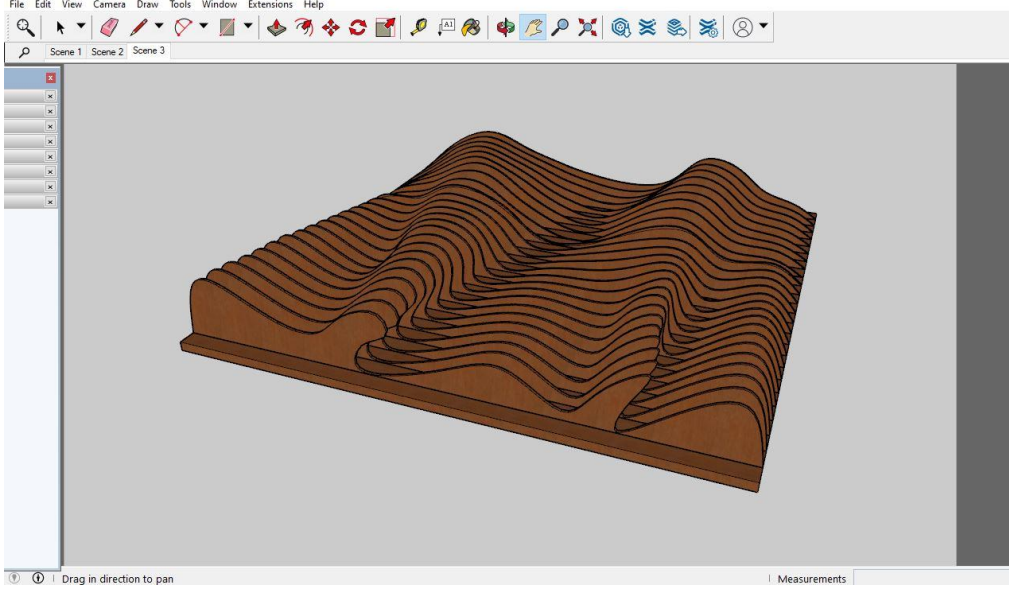 File Edit View Camera Draw Tools Window Extensions Help
A1
Scene 1 Scene 2 Scene 3
Drag in direction to pan
Measurements